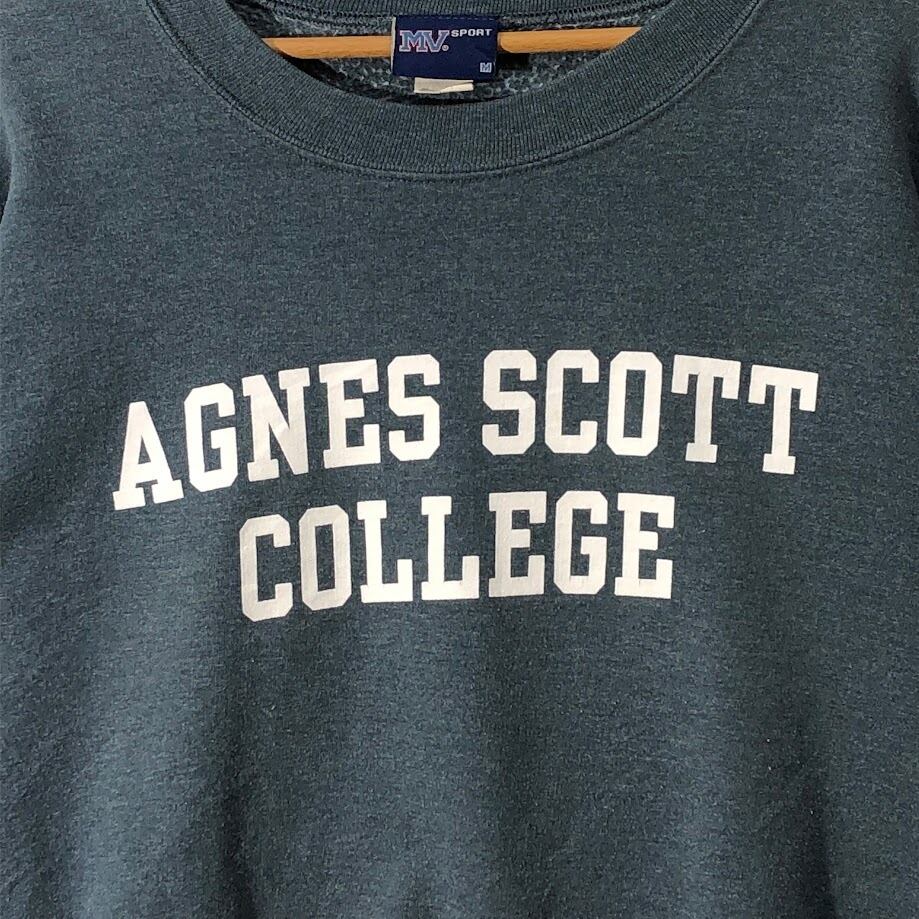 MV® SPORT
M
AGNES SCOTT
COLLEGE